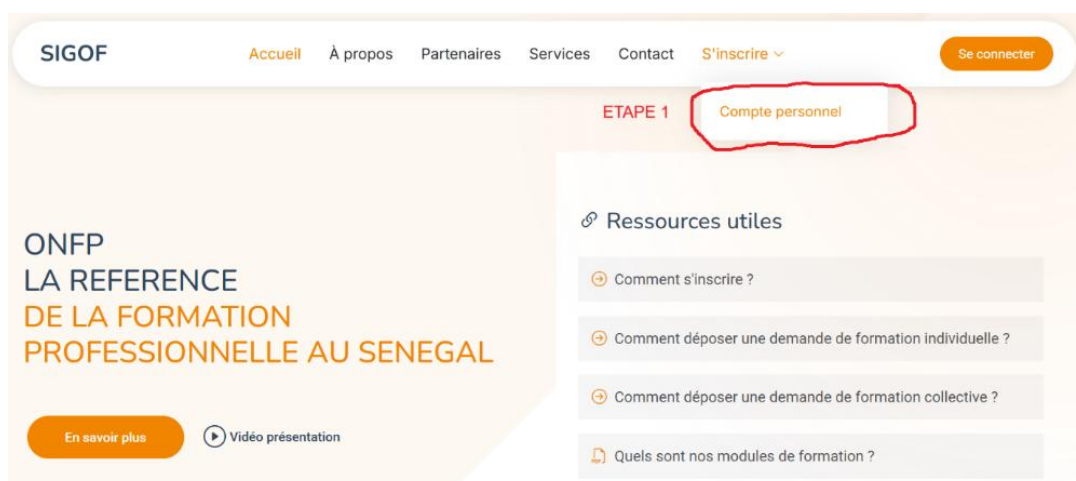 SIGOF
Accueil
À propos
Partenaires
Services
Contact
S'inscrire
Se connecter
ETAPE 1
Compte personnel
ONFP
LA REFERENCE
DE LA FORMATION
PROFESSIONNELLE AU SENEGAL
En savoir plus
Vidéo présentation
Ressources utiles
Comment s'inscrire ?
Comment déposer une demande de formation individuelle ?
Comment déposer une demande de formation collective ?
Quels sont nos modules de formation ?